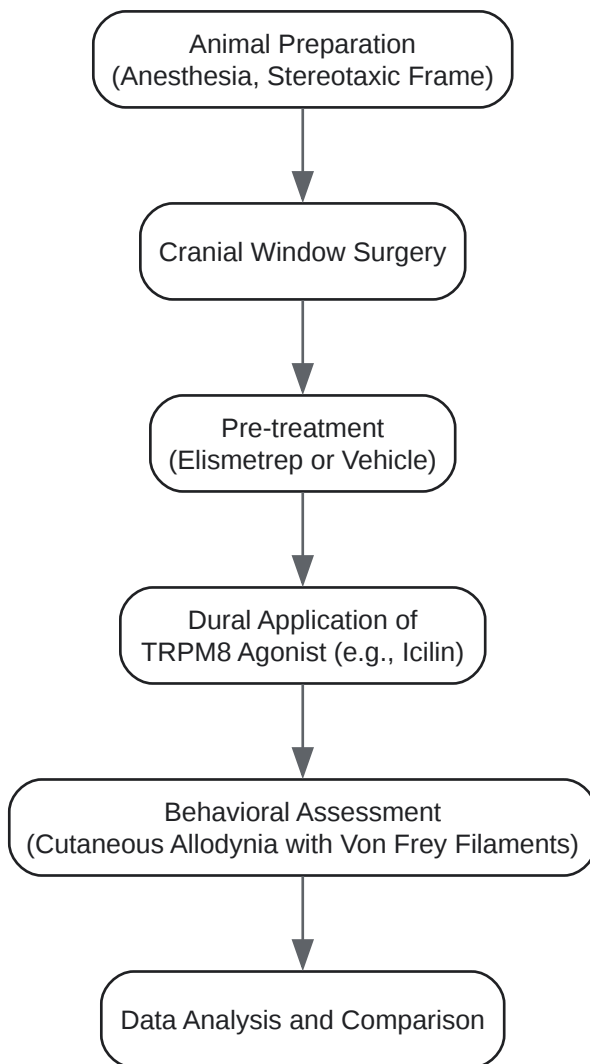 Animal Preparation
(Anesthesia, Stereotaxic Frame)
Cranial Window Surgery
Pre-treatment
(Elismetrep or Vehicle)
Dural Application of
TRPM8 Agonist (e.g., Icilin)
Behavioral Assessment
(Cutaneous Allodynia with Von Frey Filaments)
Data Analysis and Comparison